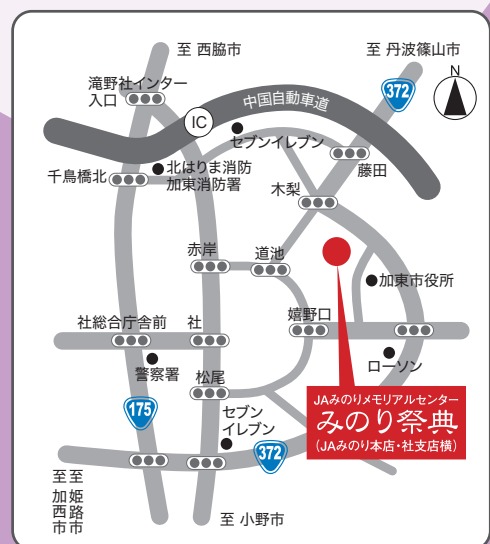 至 西脇市
至 丹波篠山市
滝野社インター
入口
372
N
中国自動車道
IC
セブンイレブン
千鳥橋北
北はりま消防
加東消防署
藤田
木梨
赤岸
道池
加東市役所
嬉野口
社総合庁舎前
社
警察署
ローソン
松尾
JAみのりメモリアルセンター
みのり祭典
(JAみのり本店・社支店横)
175
セブン
イレブン
372
至 姫路市
至 加西市
至 小野市